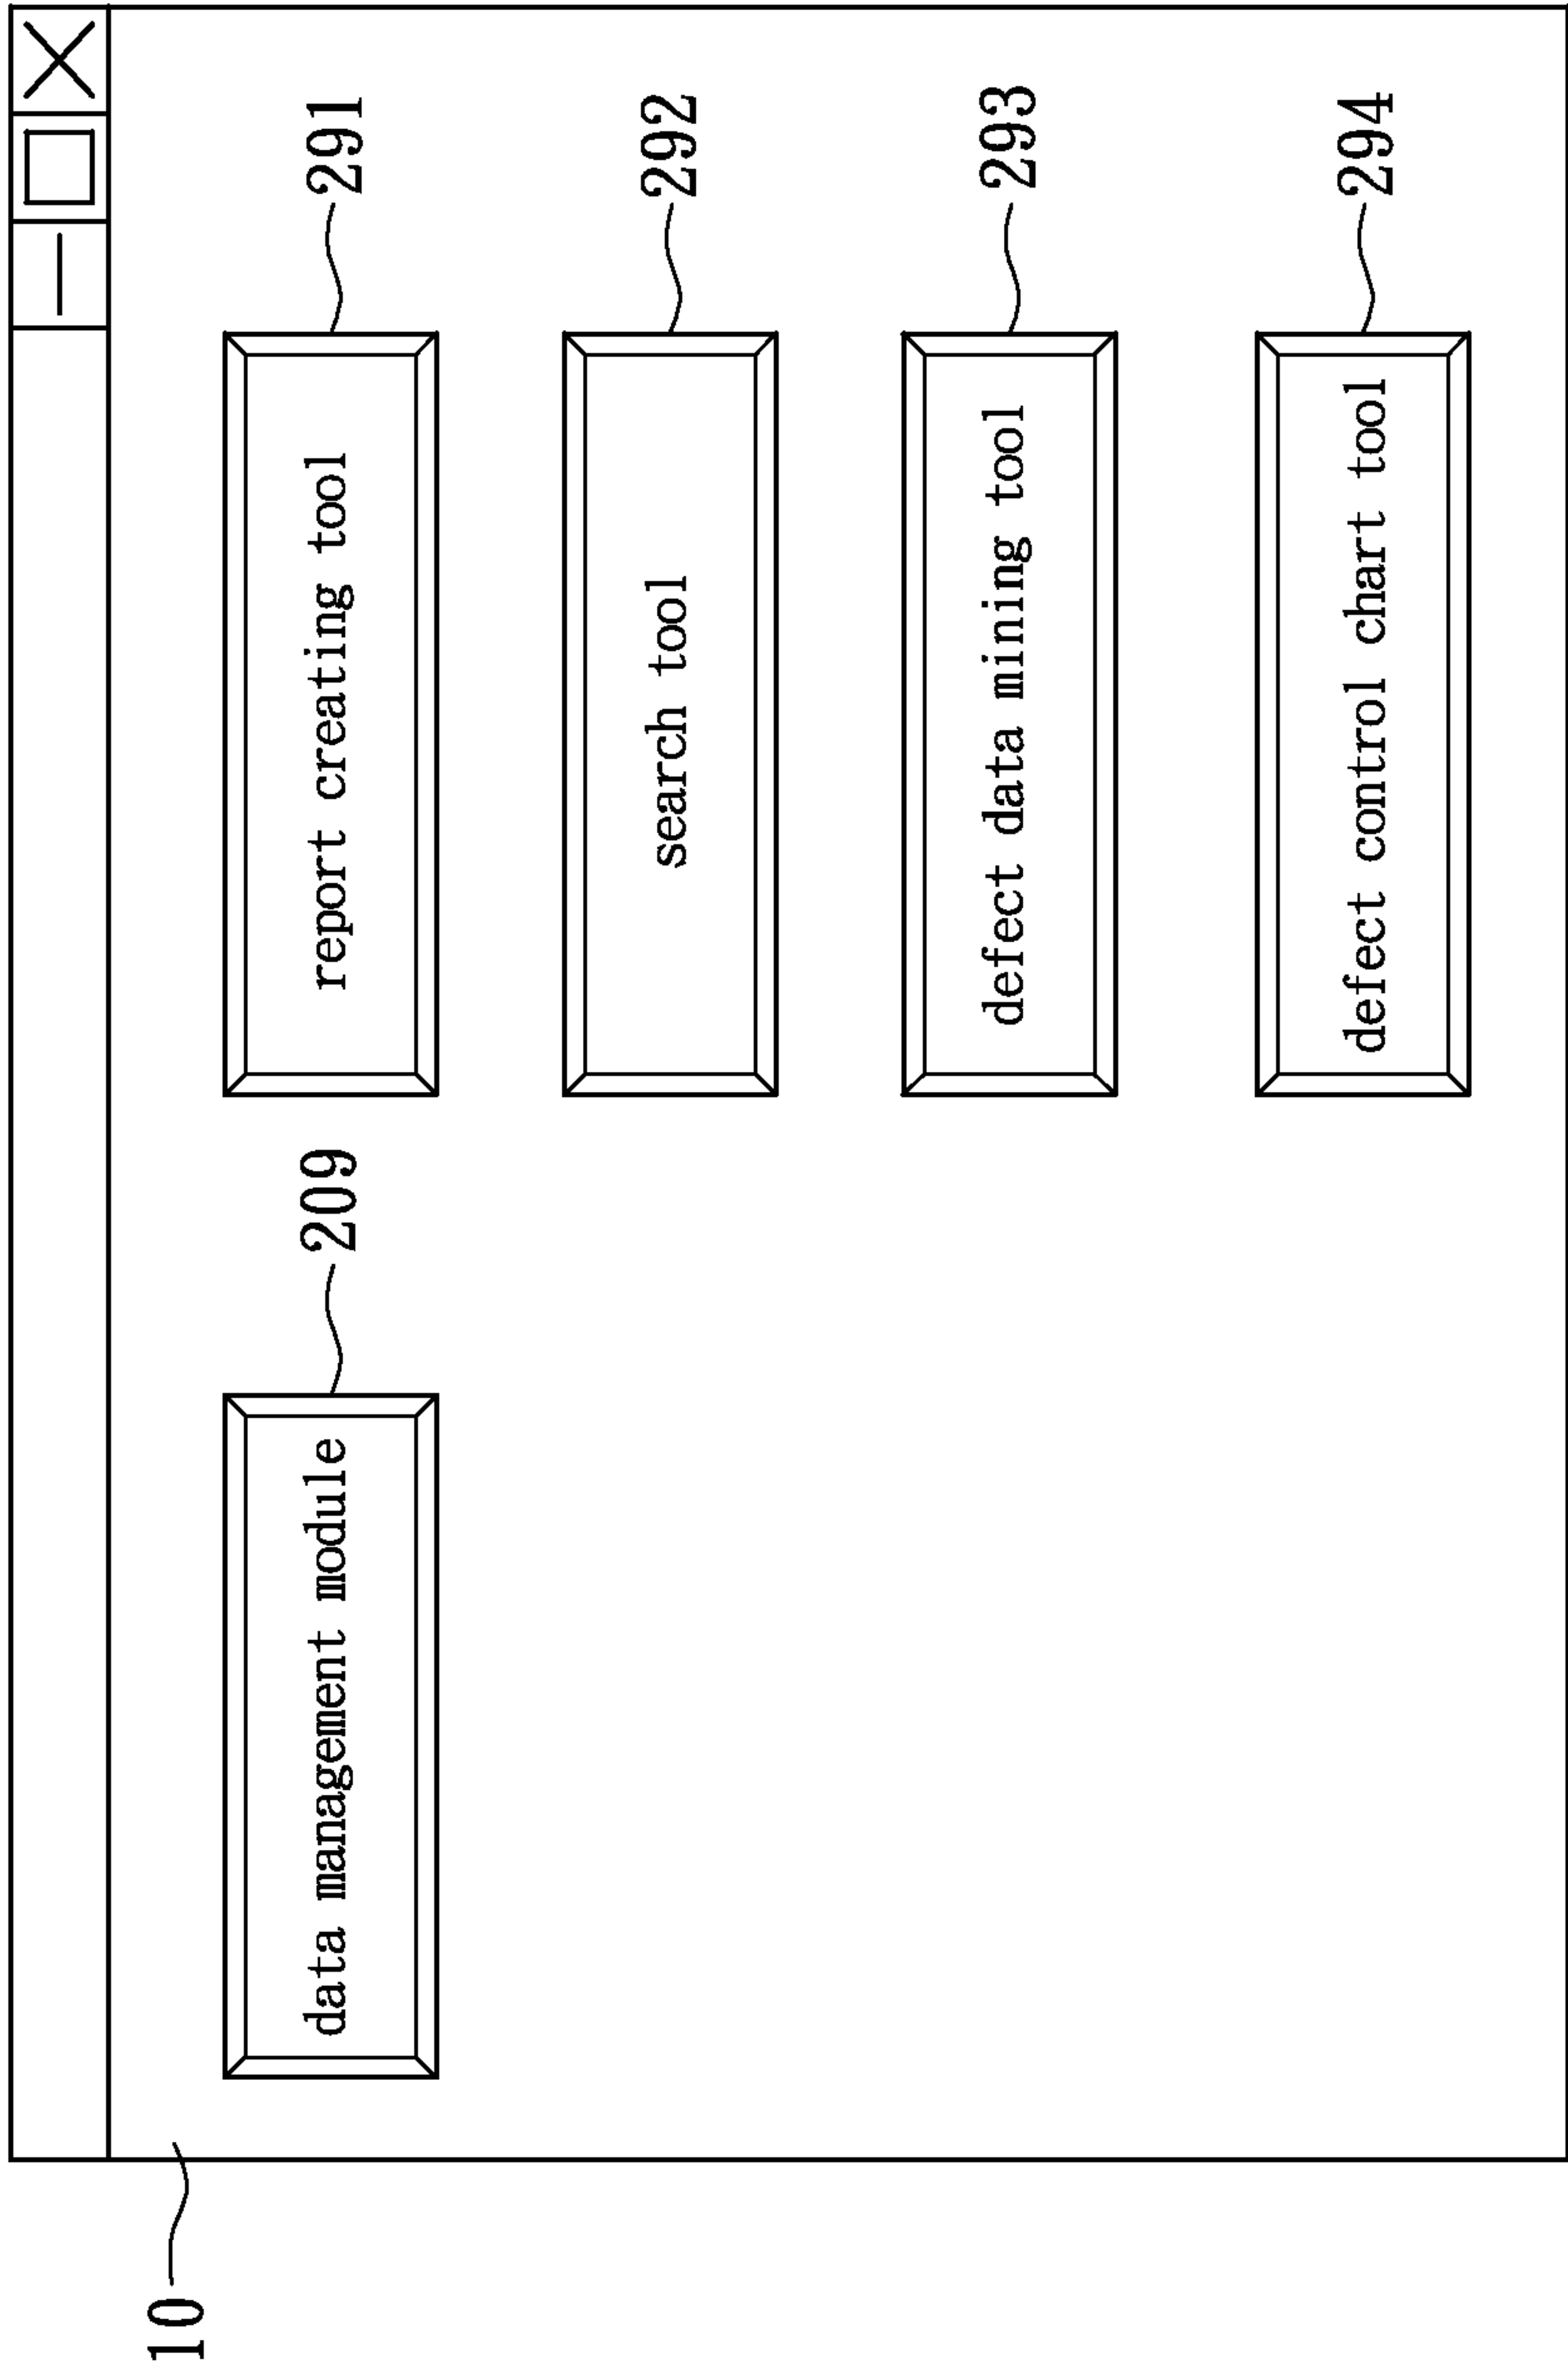 10
data management module
209
report creating tool
291
search tool
292
defect data mining tool
293
defect control chart tool
294